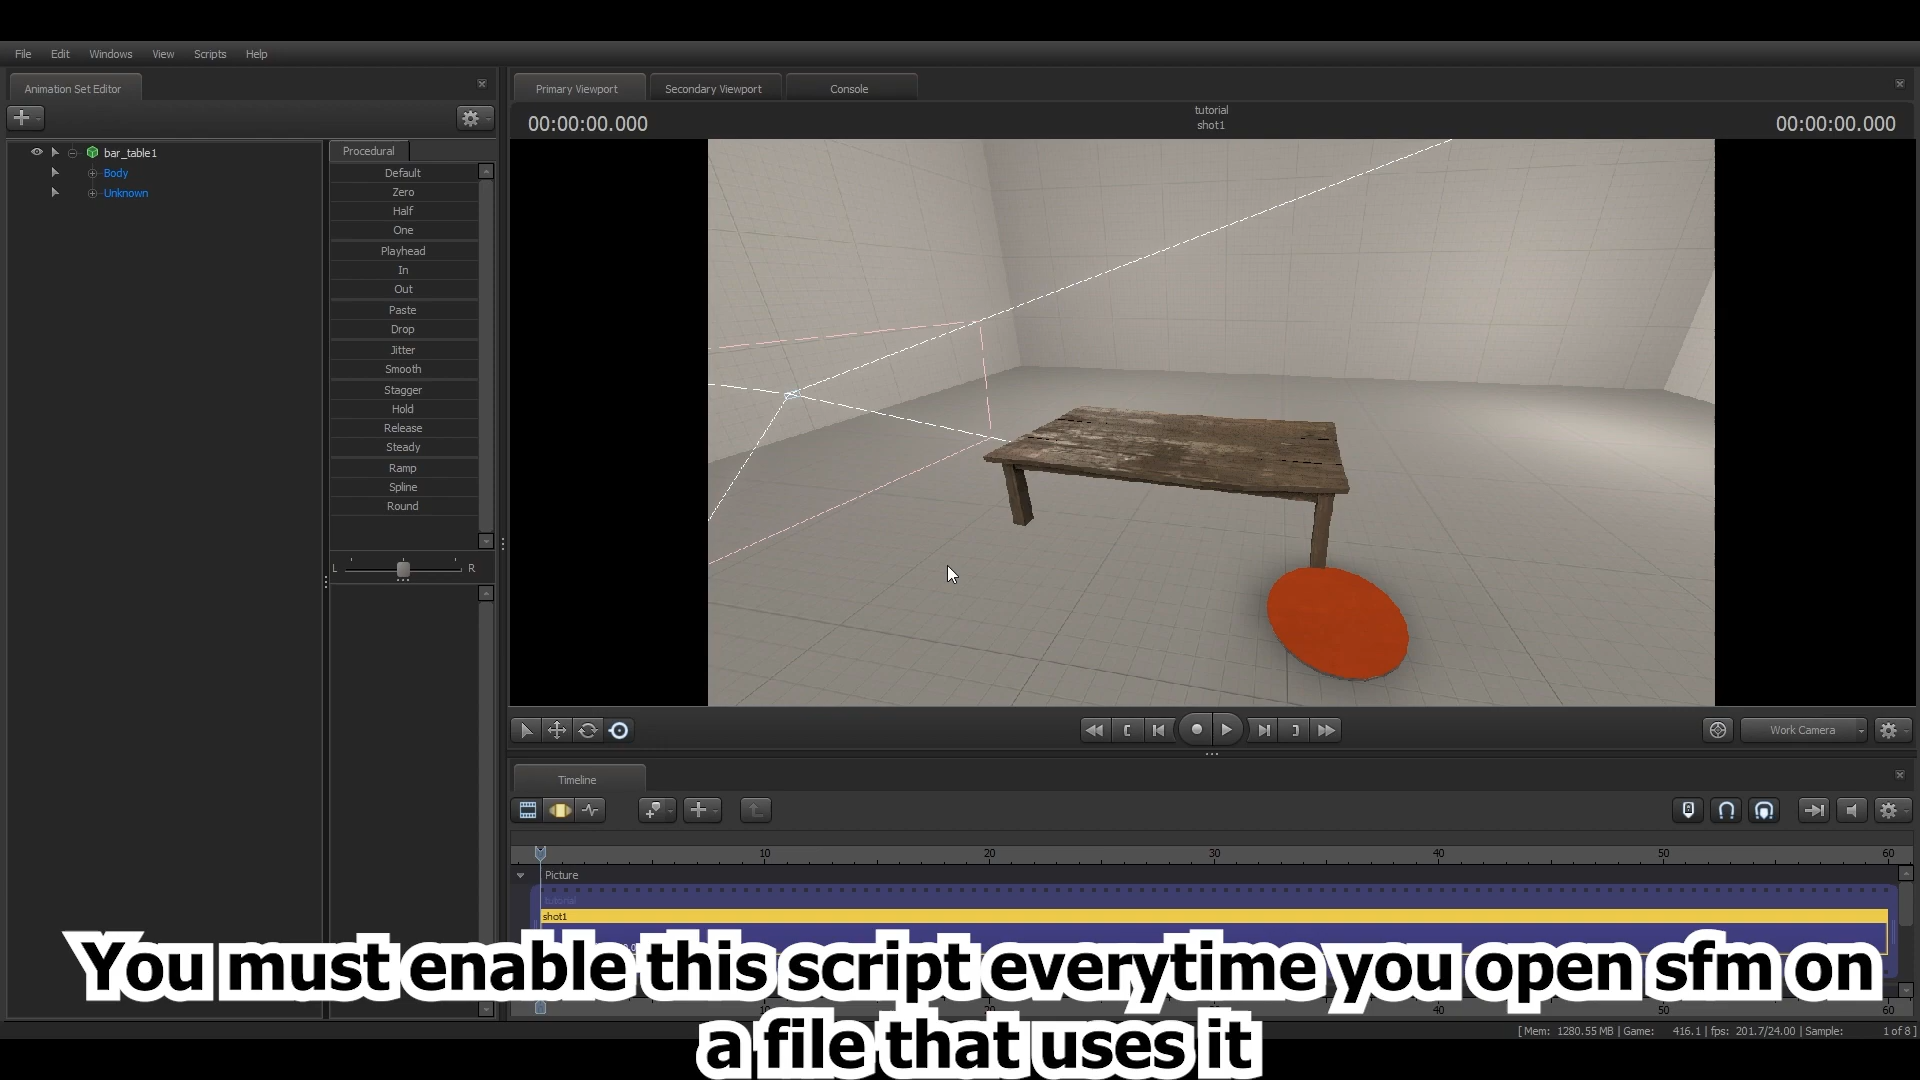 File Edit Windows View Scripts Help
Animation Set Editor
Primary Viewport Secondary Viewport Console
tutorial
00:00:00.000 shot1 00:00:00.000
bar_table1
Body
Unknown
Procedural
Default
Zero
Half
One
Playhead
In
Out
Paste
Drop
Jitter
Smooth
Stagger
Hold
Release
Steady
Ramp
Spline
Round
L R
Work Camera
Timeline
10 20 30 40 50 60
Picture
tutorial
shot1
You must enable this script everytime you open sfm on
a file that uses it
60
[ Mem: 1280.55 MB | Game: 416.1 | fps: 201.7/24.00 | Sample: 1 of 8 ]